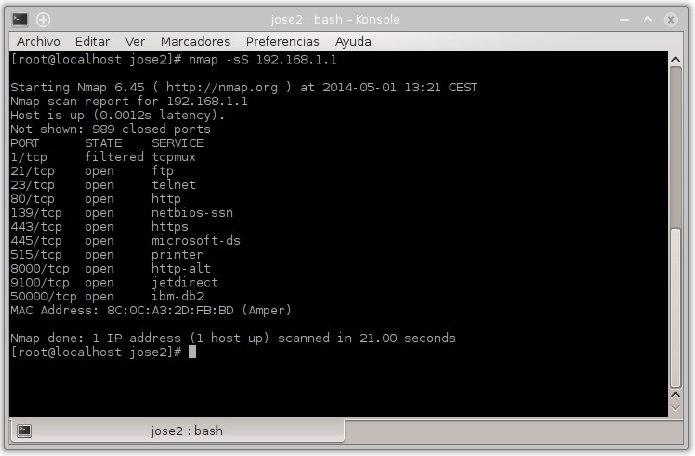 jose2 : bash – Konsole
Archivo Editar Ver Marcadores Preferencias Ayuda
[root@localhost jose2]# nmap -sS 192.168.1.1
Starting Nmap 6.45 ( http://nmap.org ) at 2014-05-01 13:21 CEST
Nmap scan report for 192.168.1.1
Host is up (0.0012s latency).
Not shown: 989 closed ports
PORT STATE SERVICE
1/tcp filtered tcpmux
21/tcp open ftp
23/tcp open telnet
80/tcp open http
139/tcp open netbios-ssn
443/tcp open https
445/tcp open microsoft-ds
515/tcp open printer
8000/tcp open http-alt
9100/tcp open jetdirect
50000/tcp open ibm-db2
MAC Address: 8C:0C:A3:2D:FB:BD (Amper)
Nmap done: 1 IP address (1 host up) scanned in 21.00 seconds
[root@localhost jose2]#
jose2 : bash